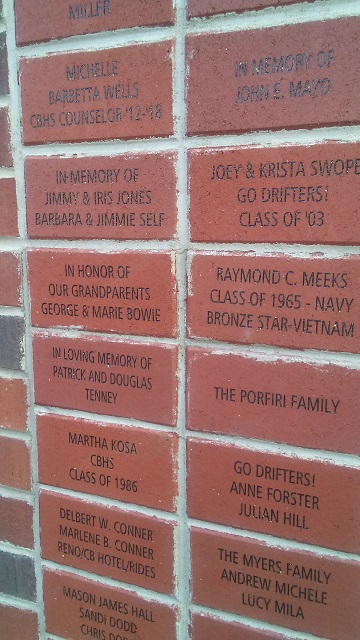 MILLER
MICHELLE
BARBETTA WELLS
CBHS COUNSELOR '12-'18
IN MEMORY OF
JIMMY & IRIS JONES
BARBARA & JIMMIE SELF
IN HONOR OF
OUR GRANDPARENTS
GEORGE & MARIE BOWIE
IN LOVING MEMORY OF
PATRICK AND DOUGLAS
TENNEY
MARTHA KOSA
CBHS
CLASS OF 1986
DELBERT W. CONNER
MARLENE B. CONNER
RENO/CB HOTEL/RIDES
MASON JAMES HALL
SANDI DODD
CHRIS
IN MEMORY OF
JOHN E. MAYO
JOEY & KRISTA SWOPE
GO DRIFTERS!
CLASS OF '03
RAYMOND C. MEEKS
CLASS OF 1965 - NAVY
BRONZE STAR-VIETNAM
THE PORFIRI FAMILY
GO DRIFTERS!
ANNE FORSTER
JULIAN HILL
THE MYERS FAMILY
ANDREW MICHELE
LUCY MILA